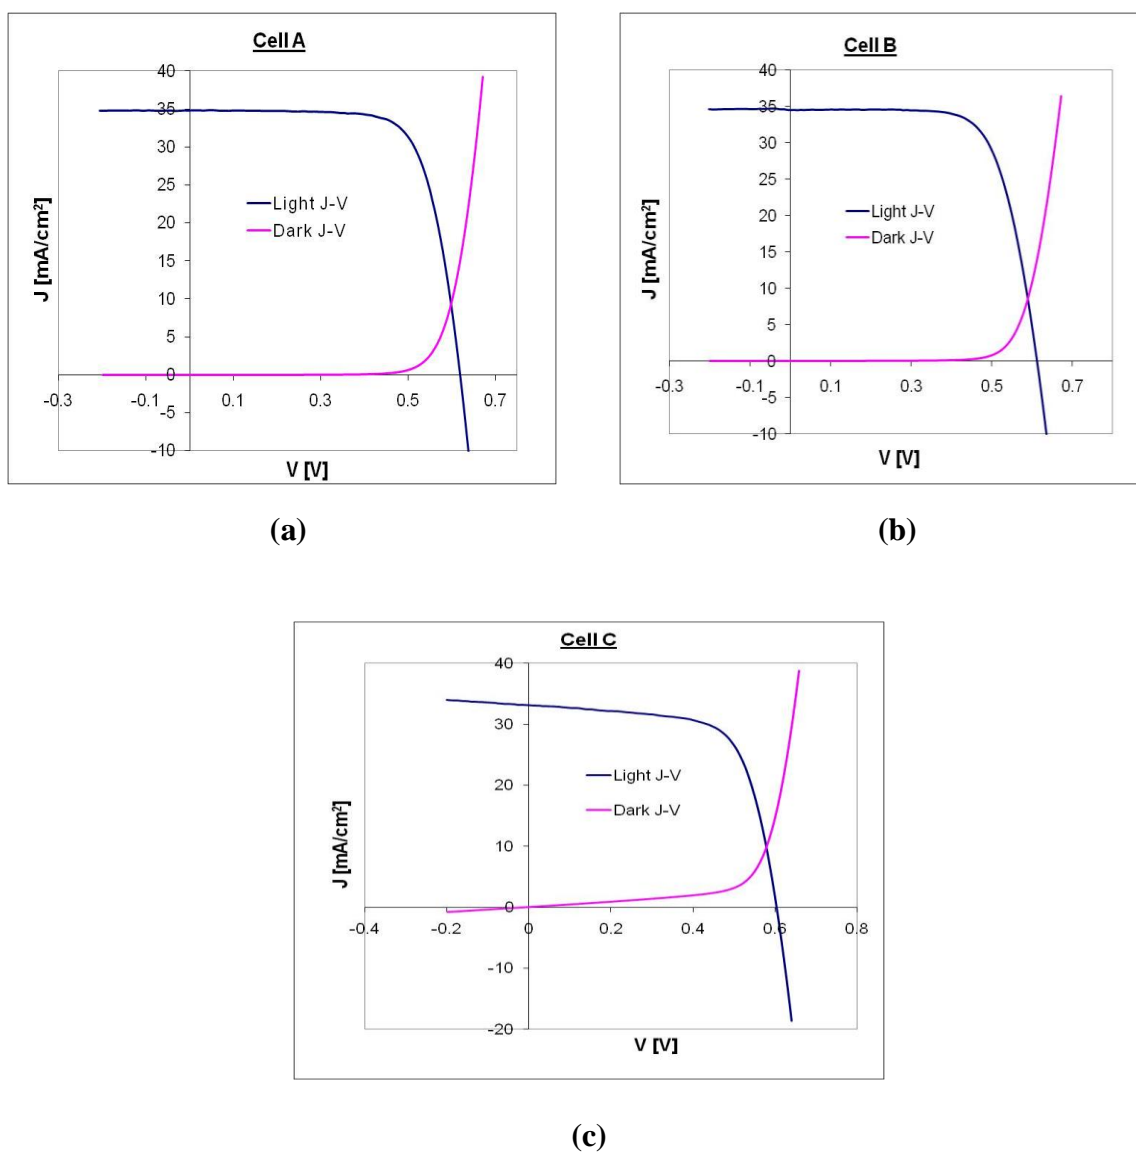 Cell A
40
35
30
25
20
15
10
5
0
-5
-10
-0.3 -0.1 0.1 0.3 0.5 0.7
J [mA/cm²]
V [V]
Light J-V
Dark J-V
(a)
Cell B
40
35
30
25
20
15
10
5
0
-5
-10
-0.3 -0.1 0.1 0.3 0.5 0.7
J [mA/cm²]
V [V]
Light J-V
Dark J-V
(b)
Cell C
40
30
20
10
0
-10
-20
-0.4 -0.2 0 0.2 0.4 0.6 0.8
J [mA/cm²]
V [V]
Light J-V
Dark J-V
(c)